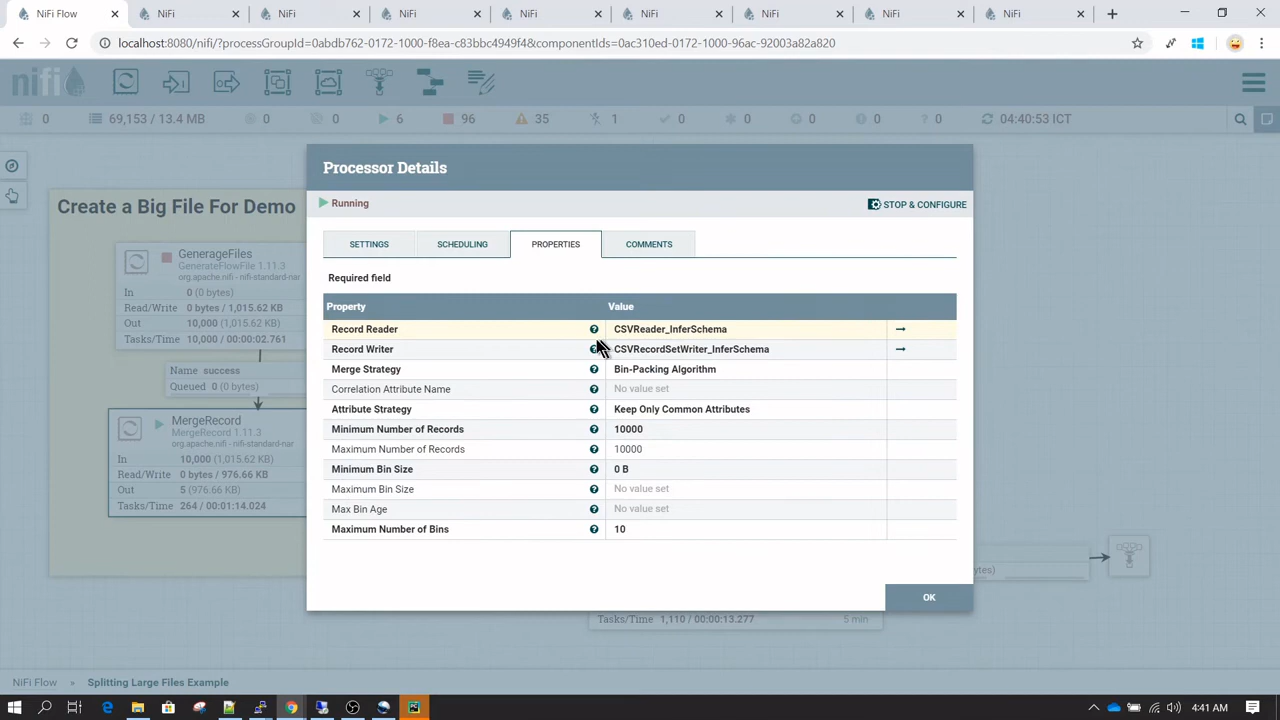 NiFi Flow
NiFi
NiFi
NiFi
NiFi
NiFi
NiFi
NiFi
NiFi
localhost:8080/nifi/?processGroupId=0abdb762-0172-1000-f8ea-c83bbc1049f4&componentIds=0ac310ed-0172-1000-96ac-92003a82a820
nifi
0
69,153 / 13.4 MB
0
0
6
96
35
1
0
0
0
0
0
04:40:53 ICT
Create a Big File For Demo
GenerageFiles
GenerateFlowFile 1.11.3
org.apache.nifi - nifi-standard-nar
In 0 (0 bytes)
Read/Write 0 bytes / 1,015.62 KB
Out 10,000 (1,015.62 KB)
Tasks/Time 10,000 / 00:00:02.761
Name success
Queued 0 (0 bytes)
MergeRecord
MergeRecord 1.11.3
org.apache.nifi - nifi-standard-nar
In 10,000 (1,015.62 KB)
Read/Write 0 bytes / 976.66 KB
Out 5 (976.66 KB)
Tasks/Time 264 / 00:01:14.024
Processor Details
Running
STOP & CONFIGURE
SETTINGS
SCHEDULING
PROPERTIES
COMMENTS
Required field
Property Value
Record Reader CSVReader_InferSchema
Record Writer CSVRecordSetWriter_InferSchema
Merge Strategy Bin-Packing Algorithm
Correlation Attribute Name No value set
Attribute Strategy Keep Only Common Attributes
Minimum Number of Records 10000
Maximum Number of Records 10000
Minimum Bin Size 0 B
Maximum Bin Size No value set
Max Bin Age No value set
Maximum Number of Bins 10
OK
Tasks/Time 1,110 / 00:00:13.277 5 min
NiFi Flow » Splitting Large Files Example
4:41 AM